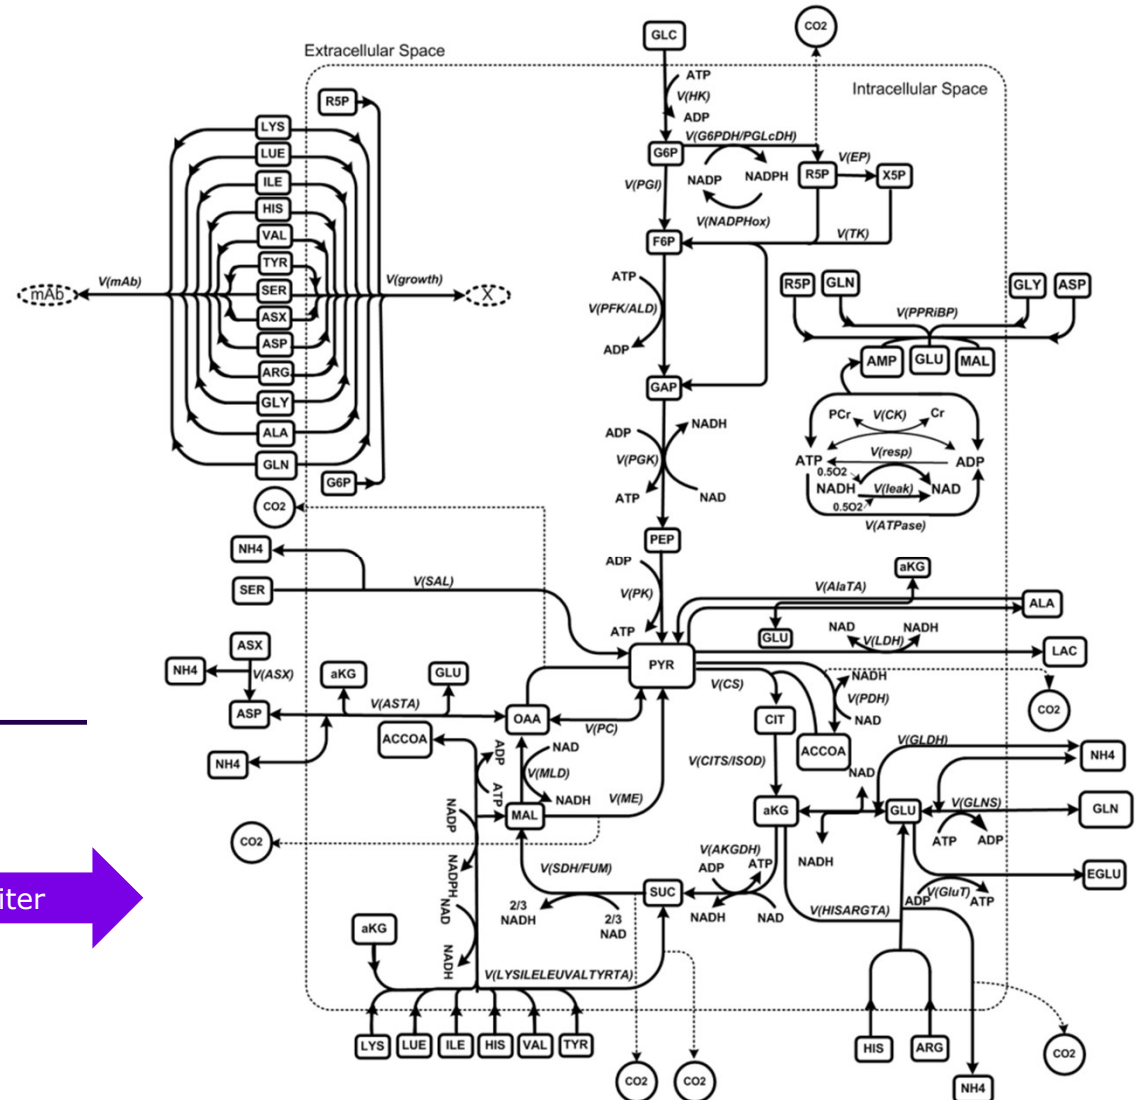 Extracellular Space
Intracellular Space
GLC
CO2
ATP
V(HK)
ADP
V(G6PDH/PGLcDH)
G6P
NADP
NADPH
V(NADPHox)
R5P
V(EP)
X5P
V(PGI)
V(TK)
F6P
ATP
V(PFK/ALD)
ADP
GAP
ADP
NADH
V(PGK)
ATP
NAD
PEP
ADP
V(PK)
ATP
PYR
R5P
LYS
LUE
ILE
HIS
VAL
TYR
SER
ASX
ASP
ARG
GLY
ALA
GLN
G6P
mAb
V(mAb)
V(growth)
X
R5P
GLN
GLY
ASP
V(PPRiBP)
AMP
GLU
MAL
PCr
V(CK)
Cr
ATP
V(resp)
ADP
0.5O2
NADH
V(leak)
NAD
0.5O2
V(ATPase)
CO2
NH4
SER
V(SAL)
ASX
NH4
V(ASX)
ASP
aKG
GLU
V(ASTA)
NH4
ACCOA
OAA
V(PC)
aKG
V(AlaTA)
ALA
GLU
NAD
NADH
V(LDH)
LAC
V(CS)
NADH
V(PDH)
NAD
CO2
CIT
ACCOA
V(CITS/ISOD)
NAD
V(GLDH)
NH4
ADP
ATP
NAD
V(MLD)
NADH
MAL
V(ME)
CO2
aKG
GLU
NADH
V(GLNS)
GLN
ATP
ADP
EGLU
V(GluT)
ADP
ATP
V(AKGDH)
ADP
ATP
NADH
NAD
V(SDH/FUM)
SUC
2/3
NADH
2/3
NAD
V(HISARGTA)
NADP
NADPH
NAD
NADH
iter
aKG
V(LYSILELEUVALTYRTA)
LYS
LUE
ILE
HIS
VAL
TYR
CO2
CO2
HIS
ARG
NH4
CO2